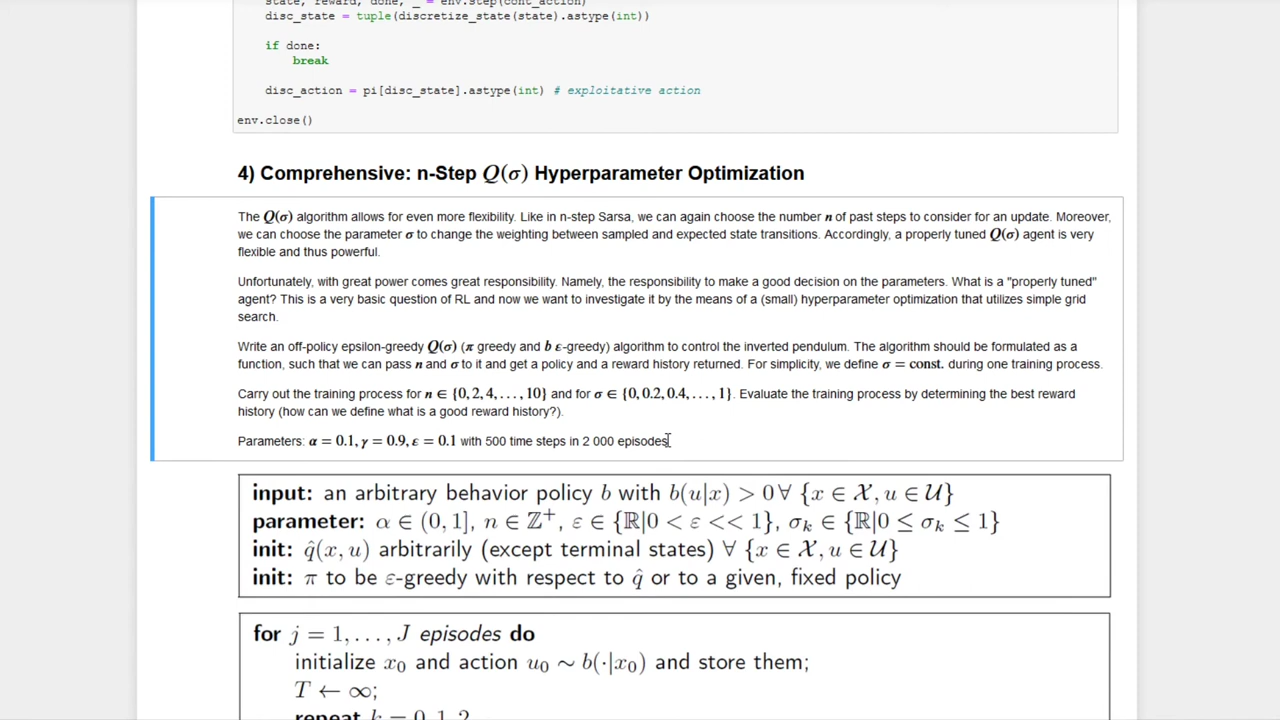 state, reward, done, _ = env.step(cont_action)
disc_state = tuple(discretize_state(state).astype(int))
if done:
break
disc_action = pi[disc_state].astype(int) # exploitative action
env.close()
4) Comprehensive: n-Step Q(σ) Hyperparameter Optimization
The Q(σ) algorithm allows for even more flexibility. Like in n-step Sarsa, we can again choose the number n of past steps to consider for an update. Moreover,
we can choose the parameter σ to change the weighting between sampled and expected state transitions. Accordingly, a properly tuned Q(σ) agent is very
flexible and thus powerful.
Unfortunately, with great power comes great responsibility. Namely, the responsibility to make a good decision on the parameters. What is a "properly tuned"
agent? This is a very basic question of RL and now we want to investigate it by the means of a (small) hyperparameter optimization that utilizes simple grid
search.
Write an off-policy epsilon-greedy Q(σ) (π greedy and b ε-greedy) algorithm to control the inverted pendulum. The algorithm should be formulated as a
function, such that we can pass n and σ to it and get a policy and a reward history returned. For simplicity, we define σ = const. during one training process.
Carry out the training process for n ∈ {0, 2, 4, . . . , 10} and for σ ∈ {0, 0.2, 0.4, . . . , 1}. Evaluate the training process by determining the best reward
history (how can we define what is a good reward history?).
Parameters: α = 0.1, γ = 0.9, ε = 0.1 with 500 time steps in 2 000 episodes.
input: an arbitrary behavior policy b with b(u|x) > 0 ∀ {x ∈ 𝒳, u ∈ 𝒰}
parameter: α ∈ (0, 1], n ∈ ℤ⁺, ε ∈ {ℝ|0 < ε << 1}, σₖ ∈ {ℝ|0 ≤ σₖ ≤ 1}
init: q̂(x, u) arbitrarily (except terminal states) ∀ {x ∈ 𝒳, u ∈ 𝒰}
init: π to be ε-greedy with respect to q̂ or to a given, fixed policy
for j = 1, . . . , J episodes do
initialize x₀ and action u₀ ∼ b(·|x₀) and store them;
T ← ∞;
repeat k = 0, 1, 2